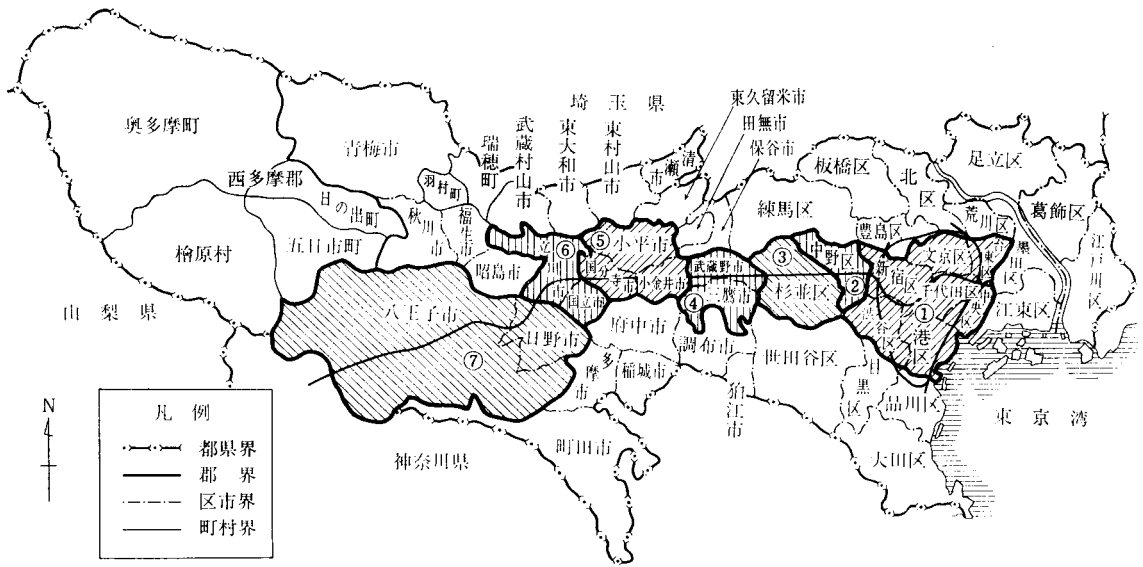 埼玉県
東久留米市
田無市
保谷市
奥多摩町
青梅市
瑞穂町
武蔵村山市
東大和市
東村山市
清瀬市
板橋区
北区
足立区
西多摩郡
日の出町
羽村町
秋川市
福生市
練馬区
豊島区
荒川区
葛飾区
檜原村
五日市町
昭島市
立川市
⑥
⑤
小平市
国分寺市
小金井市
武蔵野市
③
中野区
新宿区
文京区
台東区
墨田区
江戸川区
山梨県
八王子市
国立市
④
三鷹市
杉並区
②
渋谷区
千代田区
①
中央区
港区
江東区
日野市
⑦
府中市
調布市
世田谷区
目黒区
多摩市
稲城市
狛江市
品川区
東京湾
町田市
神奈川県
大田区
N
凡例
都県界
郡界
区市界
町村界